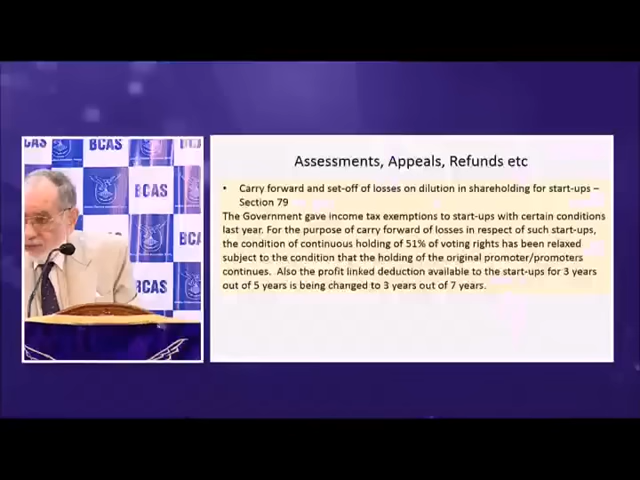 BCAS
BCAS
BCAS
BCAS
BCAS
Assessments, Appeals, Refunds etc
• Carry forward and set-off of losses on dilution in shareholding for start-ups –
Section 79
The Government gave income tax exemptions to start-ups with certain conditions
last year. For the purpose of carry forward of losses in respect of such start-ups,
the condition of continuous holding of 51% of voting rights has been relaxed
subject to the condition that the holding of the original promoter/promoters
continues. Also the profit linked deduction available to the start-ups for 3 years
out of 5 years is being changed to 3 years out of 7 years.